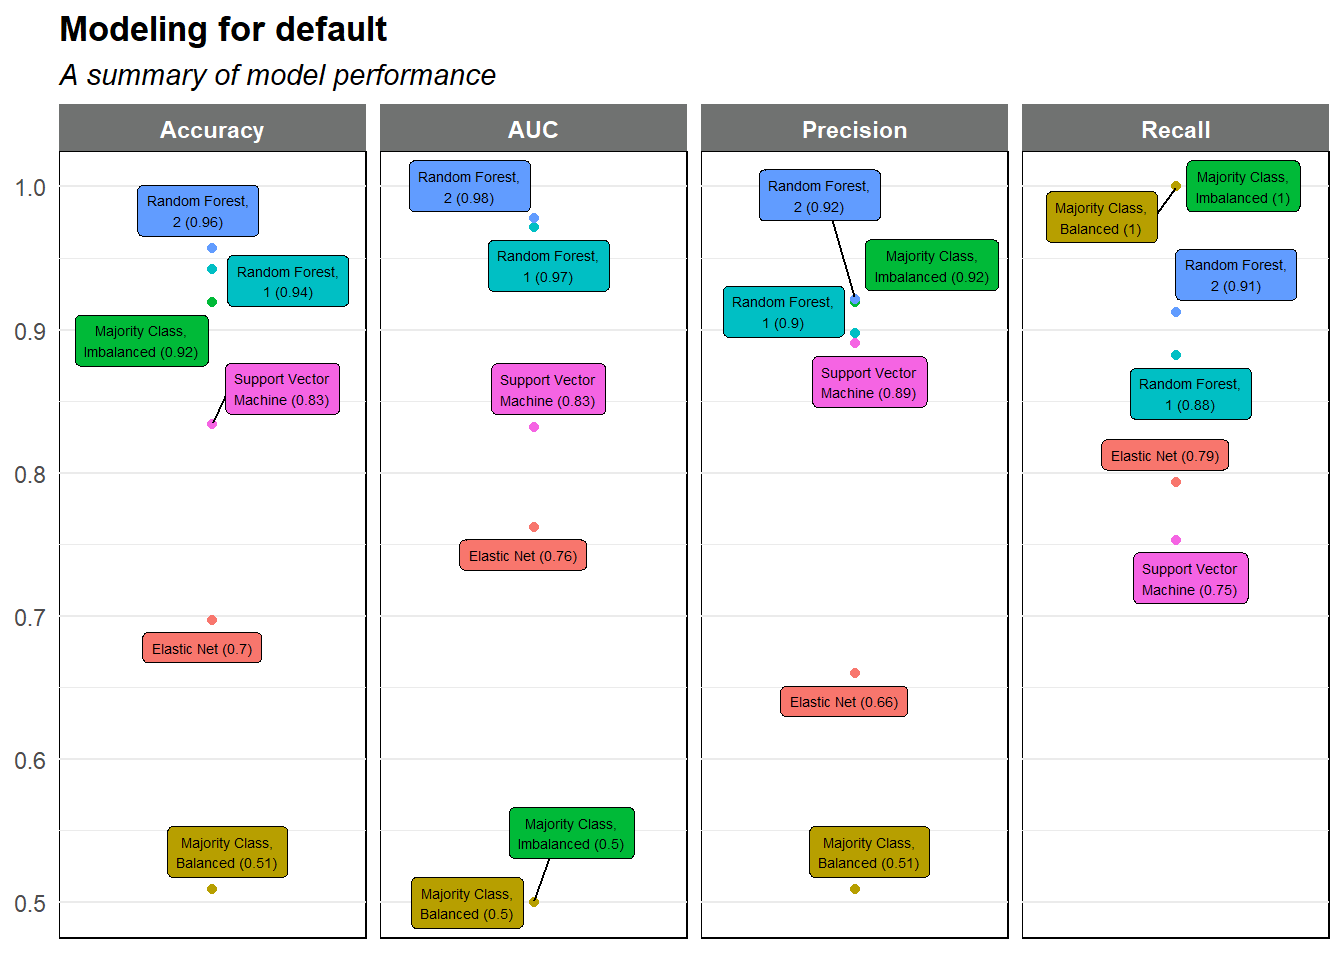 Modeling for default
A summary of model performance
Accuracy
AUC
Precision
Recall
1.0
0.9
0.8
0.7
0.6
0.5
Random Forest,
2 (0.96)
Random Forest,
1 (0.94)
Majority Class,
Imbalanced (0.92)
Support Vector
Machine (0.83)
Elastic Net (0.7)
Majority Class,
Balanced (0.51)
Random Forest,
2 (0.98)
Random Forest,
1 (0.97)
Support Vector
Machine (0.83)
Elastic Net (0.76)
Majority Class,
Imbalanced (0.5)
Majority Class,
Balanced (0.5)
Random Forest,
2 (0.92)
Majority Class,
Imbalanced (0.92)
Random Forest,
1 (0.9)
Support Vector
Machine (0.89)
Elastic Net (0.66)
Majority Class,
Balanced (0.51)
Majority Class,
Imbalanced (1)
Majority Class,
Balanced (1)
Random Forest,
2 (0.91)
Random Forest,
1 (0.88)
Elastic Net (0.79)
Support Vector
Machine (0.75)